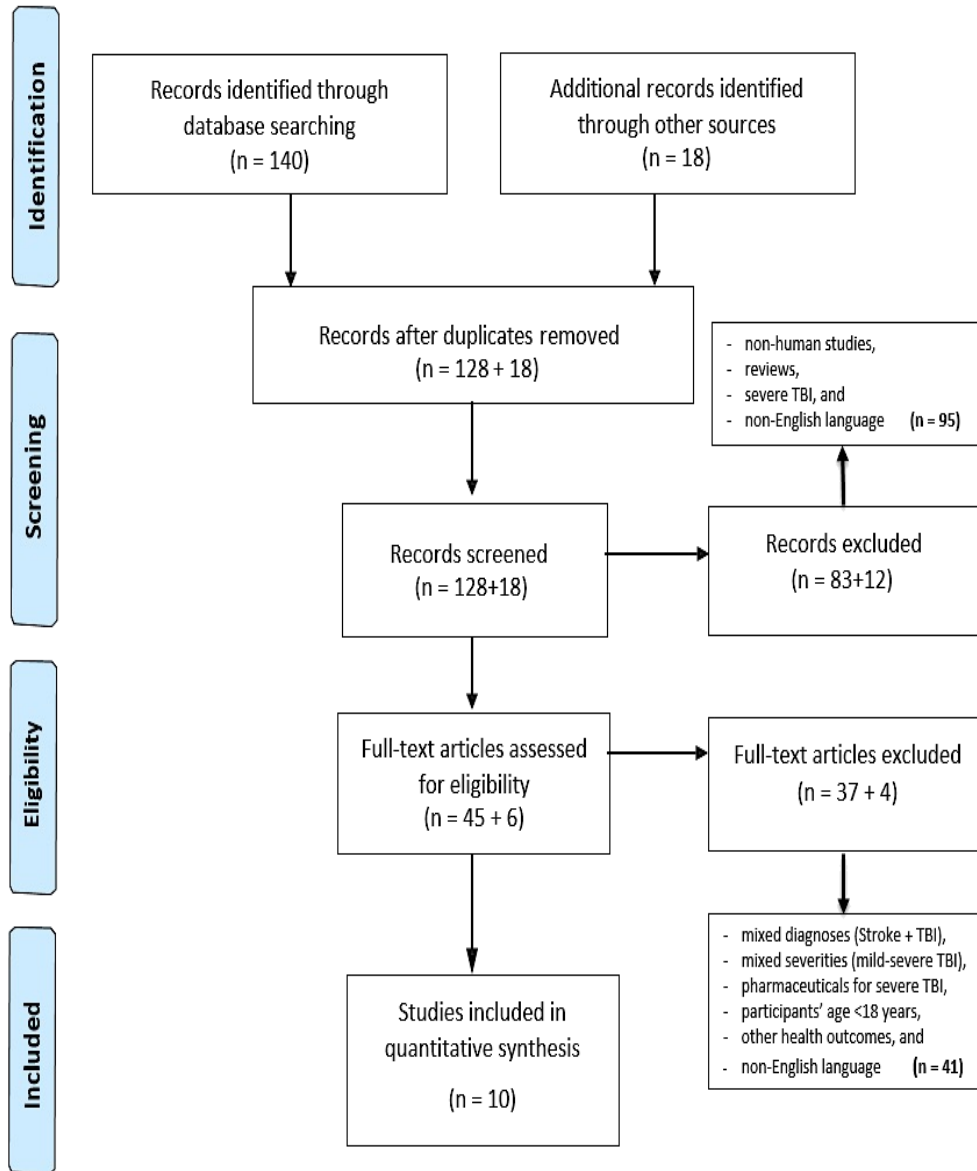 Identification
Records identified through
database searching
(n = 140)
Additional records identified
through other sources
(n = 18)
Records after duplicates removed
(n = 128 + 18)
Screening
- non-human studies,
- reviews,
- severe TBI, and
- non-English language (n = 95)
Records screened
(n = 128+18)
Records excluded
(n = 83+12)
Eligibility
Full-text articles assessed
for eligibility
(n = 45 + 6)
Full-text articles excluded
(n = 37 + 4)
Included
Studies included in
quantitative synthesis
(n = 10)
- mixed diagnoses (Stroke + TBI),
- mixed severities (mild-severe TBI),
- pharmaceuticals for severe TBI,
- participants’ age <18 years,
- other health outcomes, and
- non-English language (n = 41)